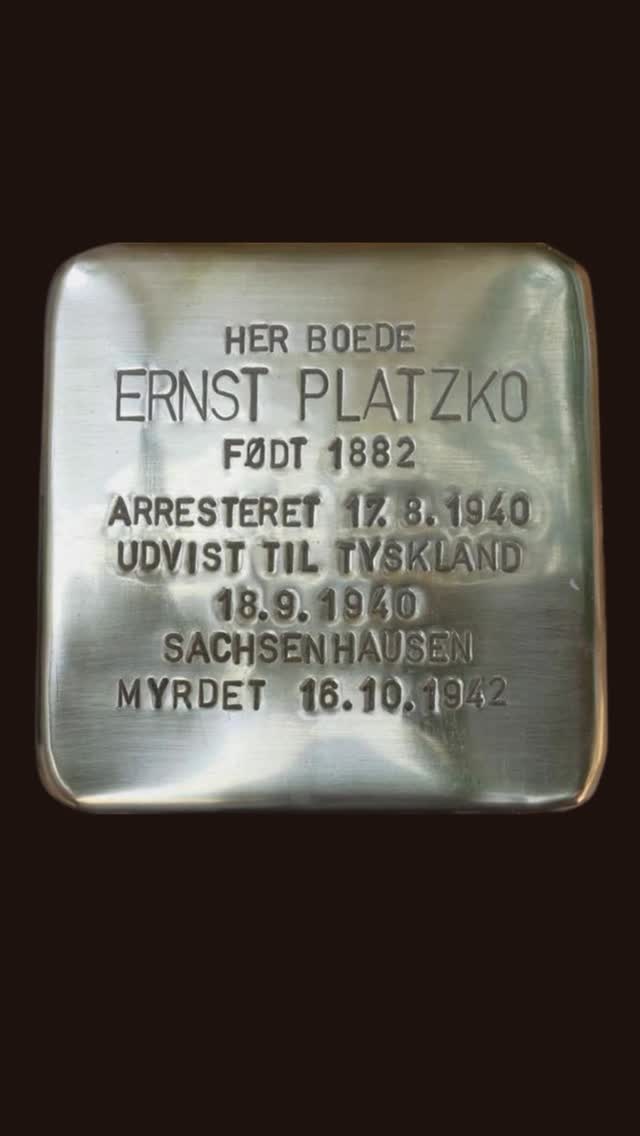 HER BOEDE
ERNST PLATZKO
FØDT 1882
ARRESTERET 17.8.1940
UDVIST TIL TYSKLAND
18.9.1940
SACHSENHAUSEN
MYRDET 16.10.1942